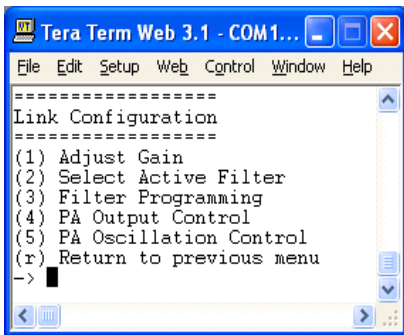 Tera Term Web 3.1 - COM1...
File Edit Setup Web Control Window Help
===================
Link Configuration
===================
(1) Adjust Gain
(2) Select Active Filter
(3) Filter Programming
(4) PA Output Control
(5) PA Oscillation Control
(r) Return to previous menu
->